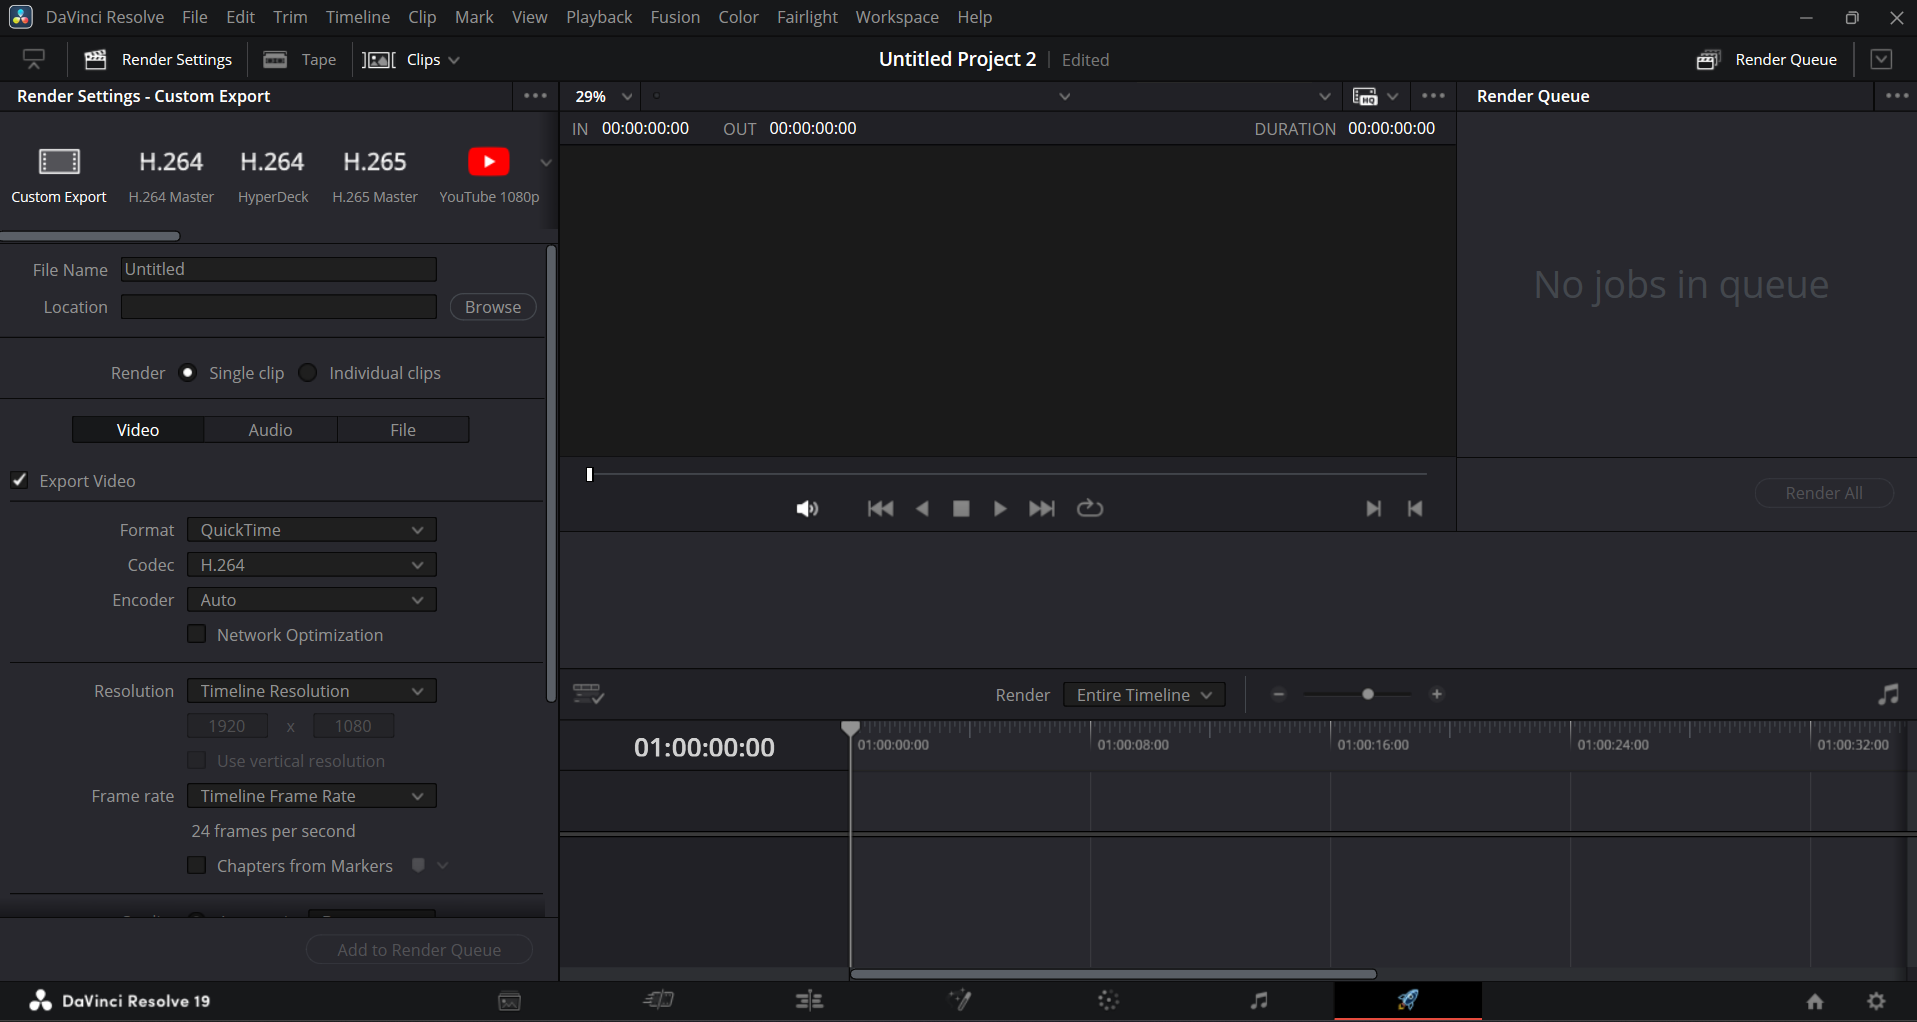 DaVinci Resolve File Edit Trim Timeline Clip Mark View Playback Fusion Color Fairlight Workspace Help
Render Settings Tape Clips Untitled Project 2 Edited Render Queue
Render Settings - Custom Export 29% HQ Render Queue
IN 00:00:00:00 OUT 00:00:00:00 DURATION 00:00:00:00
H.264 H.264 H.265
Custom Export H.264 Master HyperDeck H.265 Master YouTube 1080p
File Name Untitled
Location Browse
No jobs in queue
Render Single clip Individual clips
Video Audio File
Export Video
Render All
Format QuickTime
Codec H.264
Encoder Auto
Network Optimization
Resolution Timeline Resolution
Render Entire Timeline
1920 x 1080
01:00:00:00
01:00:00:00 01:00:08:00 01:00:16:00 01:00:24:00 01:00:32:00
Use vertical resolution
Frame rate Timeline Frame Rate
24 frames per second
Chapters from Markers
Add to Render Queue
DaVinci Resolve 19